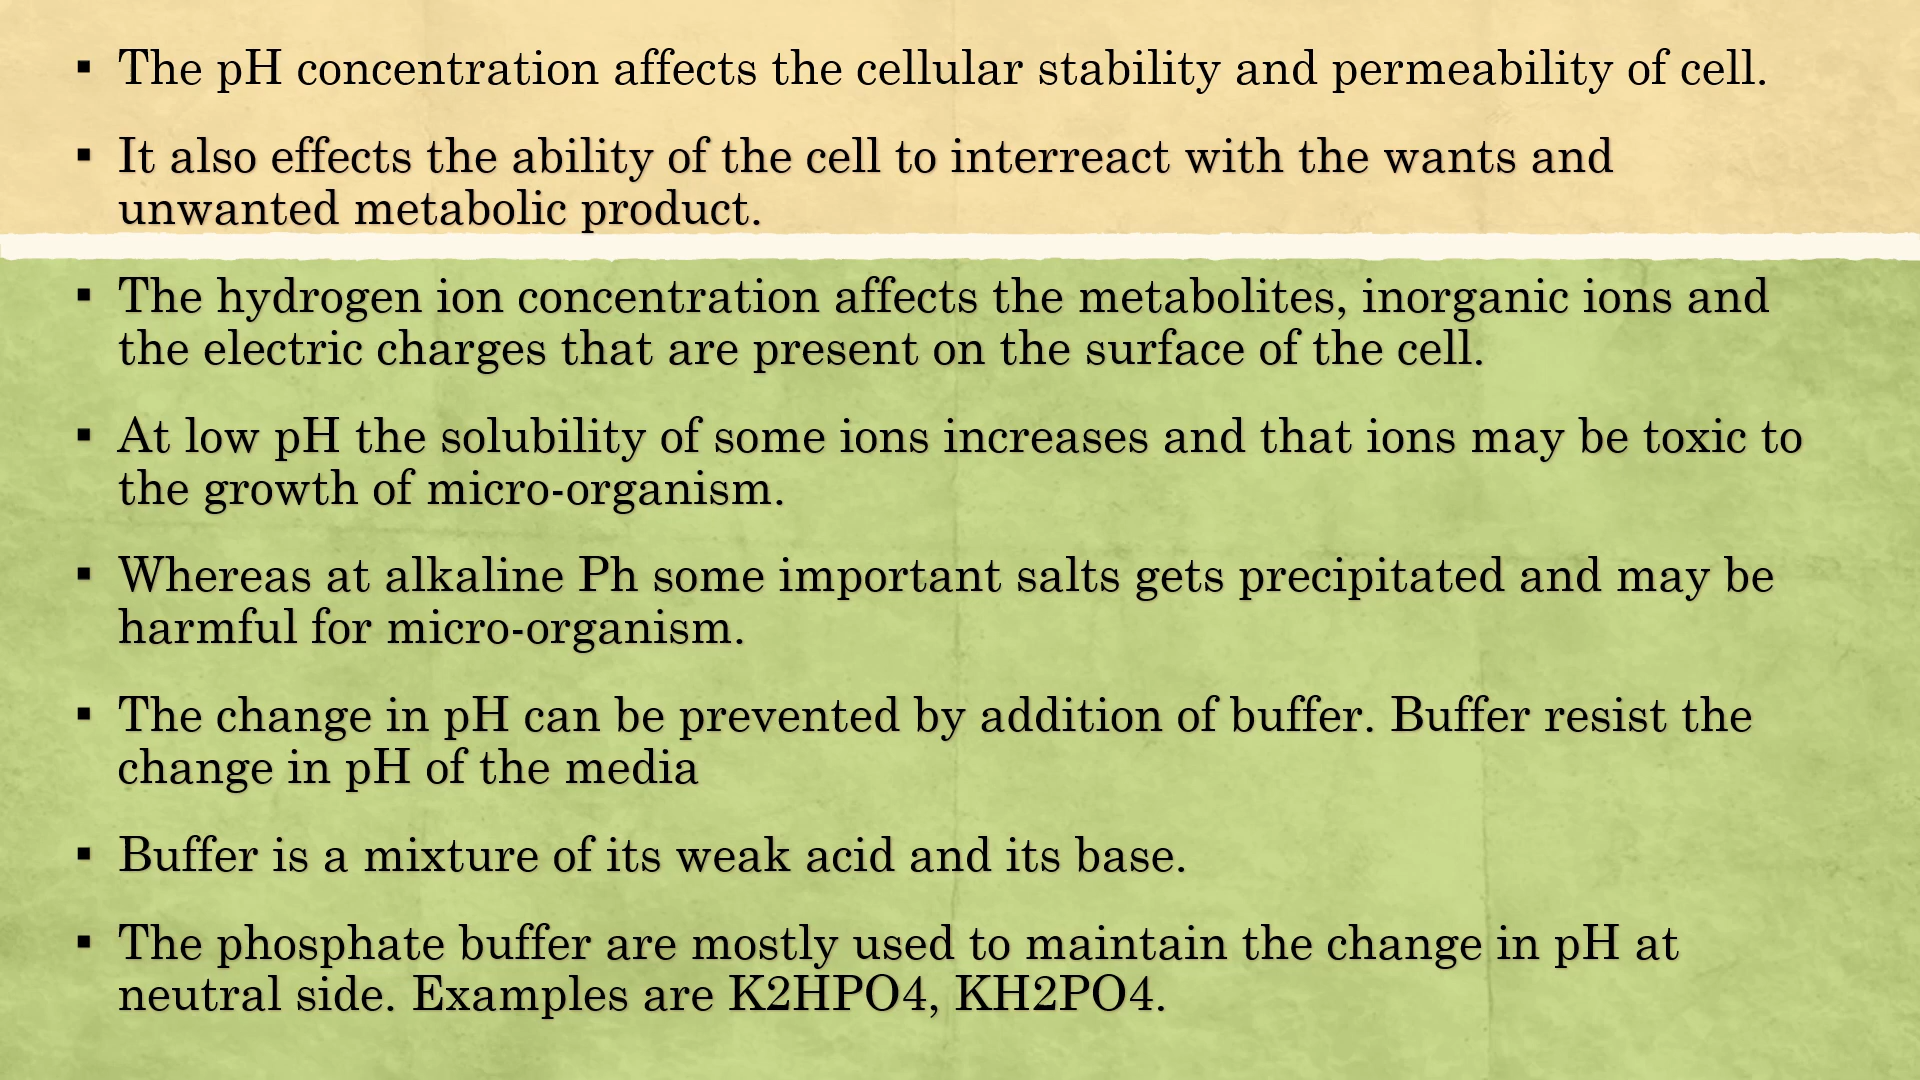 ▪ The pH concentration affects the cellular stability and permeability of cell.
▪ It also effects the ability of the cell to interreact with the wants and
unwanted metabolic product.
▪ The hydrogen ion concentration affects the metabolites, inorganic ions and
the electric charges that are present on the surface of the cell.
▪ At low pH the solubility of some ions increases and that ions may be toxic to
the growth of micro-organism.
▪ Whereas at alkaline Ph some important salts gets precipitated and may be
harmful for micro-organism.
▪ The change in pH can be prevented by addition of buffer. Buffer resist the
change in pH of the media
▪ Buffer is a mixture of its weak acid and its base.
▪ The phosphate buffer are mostly used to maintain the change in pH at
neutral side. Examples are K2HPO4, KH2PO4.